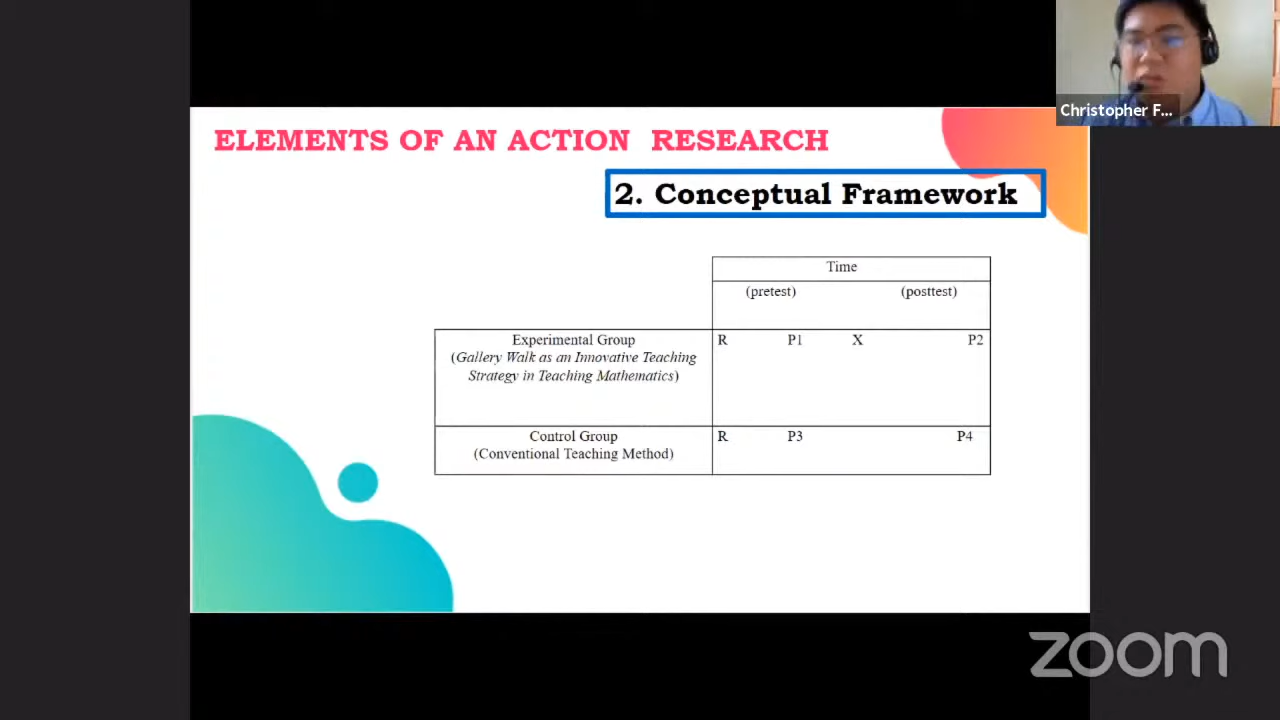 Christopher F...
ELEMENTS OF AN ACTION RESEARCH
2. Conceptual Framework
Time
(pretest) (posttest)
Experimental Group R P1 X P2
(Gallery Walk as an Innovative Teaching
Strategy in Teaching Mathematics)
Control Group R P3 P4
(Conventional Teaching Method)
zoom